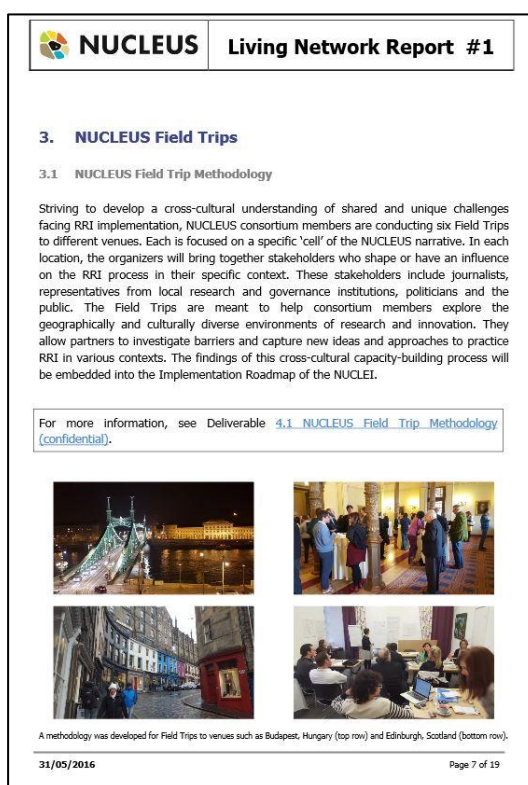 NUCLEUS
Living Network Report #1
3. NUCLEUS Field Trips
3.1 NUCLEUS Field Trip Methodology
Striving to develop a cross-cultural understanding of shared and unique challenges
facing RRI implementation, NUCLEUS consortium members are conducting six Field Trips
to different venues. Each is focused on a specific ‘cell’ of the NUCLEUS narrative. In each
location, the organizers will bring together stakeholders who shape or have an influence
on the RRI process in their specific context. These stakeholders include journalists,
representatives from local research and governance institutions, politicians and the
public. The Field Trips are meant to help consortium members explore the
geographically and culturally diverse environments of research and innovation. They
allow partners to investigate barriers and capture new ideas and approaches to practice
RRI in various contexts. The findings of this cross-cultural capacity-building process will
be embedded into the Implementation Roadmap of the NUCLEI.
For more information, see Deliverable 4.1 NUCLEUS Field Trip Methodology
(confidential).
A methodology was developed for Field Trips to venues such as Budapest, Hungary (top row) and Edinburgh, Scotland (bottom row).
31/05/2016
Page 7 of 19